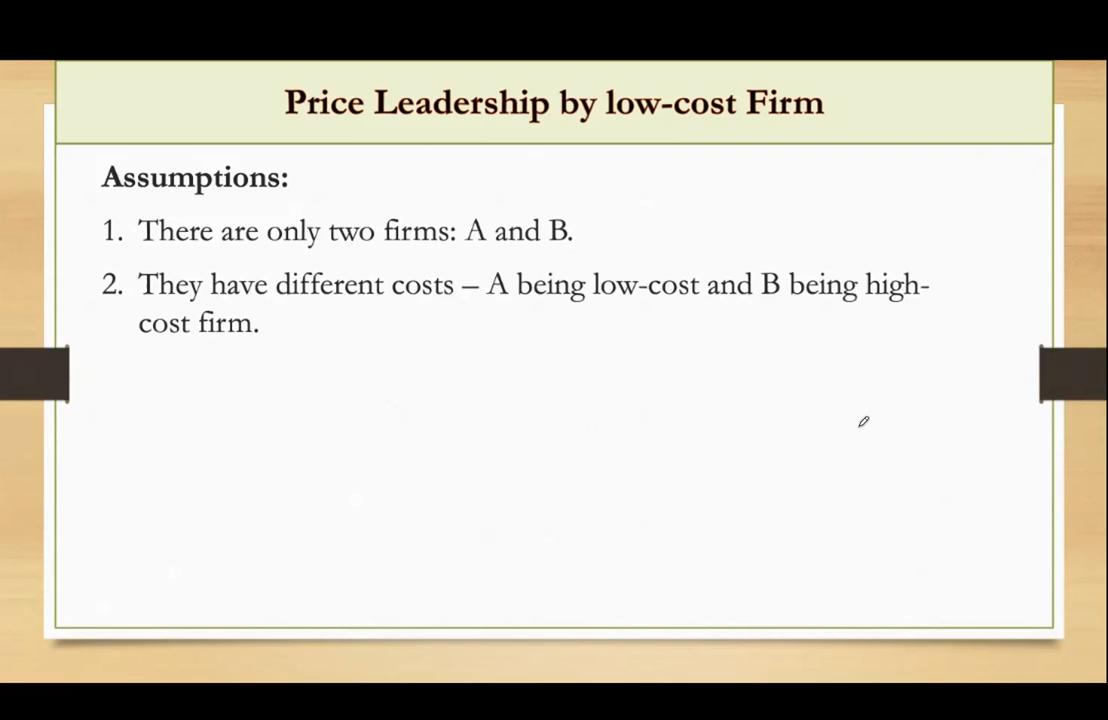 Price Leadership by low-cost Firm
Assumptions:
1. There are only two firms: A and B.
2. They have different costs – A being low-cost and B being high-
cost firm.